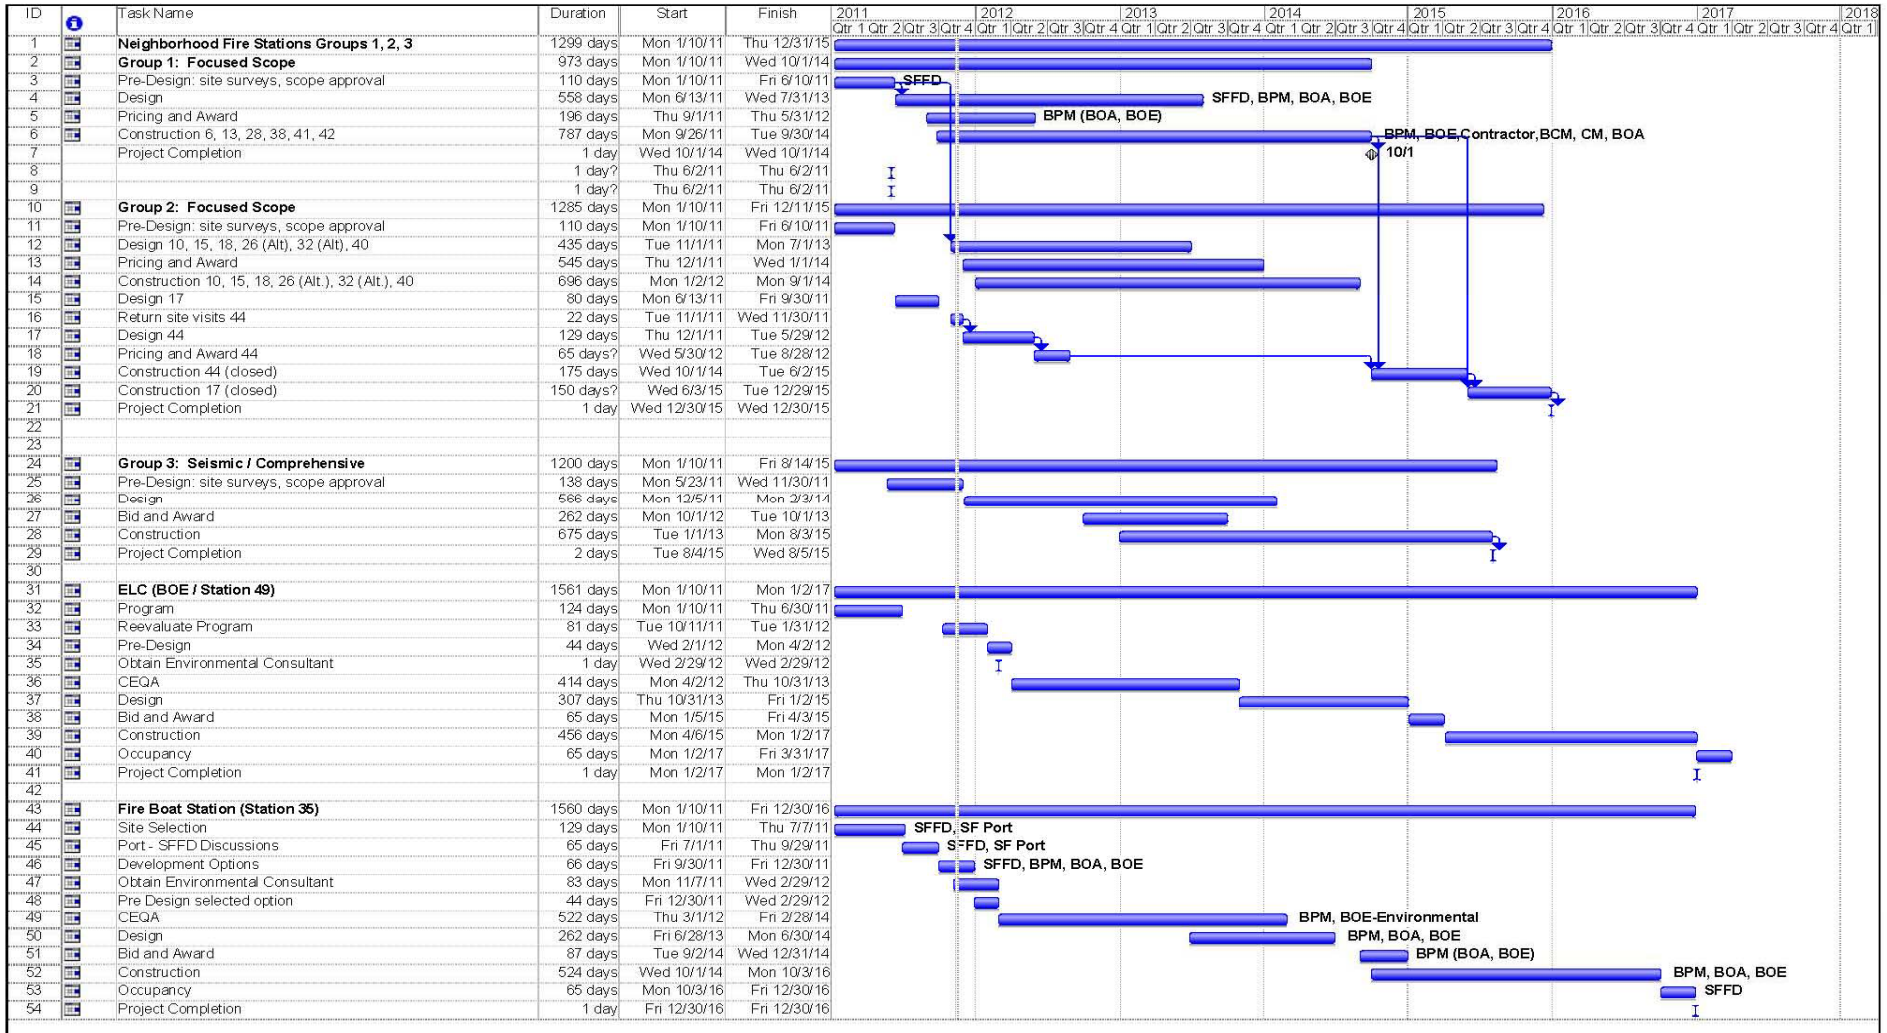 ID Task Name Duration Start Finish 2011 2012 2013 2014 2015 2016 2017 2018
Qtr 1 Qtr 2 Qtr 3 Qtr 4 Qtr 1 Qtr 2 Qtr 3 Qtr 4 Qtr 1 Qtr 2 Qtr 3 Qtr 4 Qtr 1 Qtr 2 Qtr 3 Qtr 4 Qtr 1 Qtr 2 Qtr 3 Qtr 4 Qtr 1 Qtr 2 Qtr 3 Qtr 4 Qtr 1 Qtr 2 Qtr 3 Qtr 4 Qtr 1
1 Neighborhood Fire Stations Groups 1, 2, 3 1299 days Mon 1/10/11 Thu 12/31/15
2 Group 1: Focused Scope 973 days Mon 1/10/11 Wed 10/1/14
3 Pre-Design: site surveys, scope approval 110 days Mon 1/10/11 Fri 6/10/11 SFFD
4 Design 558 days Mon 6/13/11 Wed 7/31/13 SFFD, BPM, BOA, BOE
5 Pricing and Award 196 days Thu 9/1/11 Thu 5/31/12 BPM (BOA, BOE)
6 Construction 6, 13, 28, 38, 41, 42 787 days Mon 9/26/11 Tue 9/30/14 BPM, BOE,Contractor,BCM, CM, BOA
7 Project Completion 1 day Wed 10/1/14 Wed 10/1/14 10/1
8 1 day? Thu 6/2/11 Thu 6/2/11
9 1 day? Thu 6/2/11 Thu 6/2/11
10 Group 2: Focused Scope 1285 days Mon 1/10/11 Fri 12/11/15
11 Pre-Design: site surveys, scope approval 110 days Mon 1/10/11 Fri 6/10/11
12 Design 10, 15, 18, 26 (Alt), 32 (Alt), 40 435 days Tue 11/1/11 Mon 7/1/13
13 Pricing and Award 545 days Thu 12/1/11 Wed 1/1/14
14 Construction 10, 15, 18, 26 (Alt.), 32 (Alt.), 40 696 days Mon 1/2/12 Mon 9/1/14
15 Design 17 80 days Mon 6/13/11 Fri 9/30/11
16 Return site visits 44 22 days Tue 11/1/11 Wed 11/30/11
17 Design 44 129 days Thu 12/1/11 Tue 5/29/12
18 Pricing and Award 44 65 days? Wed 5/30/12 Tue 8/28/12
19 Construction 44 (closed) 175 days Wed 10/1/14 Tue 6/2/15
20 Construction 17 (closed) 150 days? Wed 6/3/15 Tue 12/29/15
21 Project Completion 1 day Wed 12/30/15 Wed 12/30/15
22
23
24 Group 3: Seismic / Comprehensive 1200 days Mon 1/10/11 Fri 8/14/15
25 Pre-Design: site surveys, scope approval 138 days Mon 5/23/11 Wed 11/30/11
26 Design 566 days Mon 12/5/11 Mon 2/3/14
27 Bid and Award 262 days Mon 10/1/12 Tue 10/1/13
28 Construction 675 days Tue 1/1/13 Mon 8/3/15
29 Project Completion 2 days Tue 8/4/15 Wed 8/5/15
30
31 ELC (BOE / Station 49) 1561 days Mon 1/10/11 Mon 1/2/17
32 Program 124 days Mon 1/10/11 Thu 6/30/11
33 Reevaluate Program 81 days Tue 10/11/11 Tue 1/31/12
34 Pre-Design 44 days Wed 2/1/12 Mon 4/2/12
35 Obtain Environmental Consultant 1 day Wed 2/29/12 Wed 2/29/12
36 CEQA 414 days Mon 4/2/12 Thu 10/31/13
37 Design 307 days Thu 10/31/13 Fri 1/2/15
38 Bid and Award 65 days Mon 1/5/15 Fri 4/3/15
39 Construction 456 days Mon 4/6/15 Mon 1/2/17
40 Occupancy 65 days Mon 1/2/17 Fri 3/31/17
41 Project Completion 1 day Mon 1/2/17 Mon 1/2/17
42
43 Fire Boat Station (Station 35) 1560 days Mon 1/10/11 Fri 12/30/16
44 Site Selection 129 days Mon 1/10/11 Thu 7/7/11 SFFD, SF Port
45 Port - SFFD Discussions 65 days Fri 7/1/11 Thu 9/29/11 SFFD, SF Port
46 Development Options 66 days Fri 9/30/11 Fri 12/30/11 SFFD, BPM, BOA, BOE
47 Obtain Environmental Consultant 83 days Mon 11/7/11 Wed 2/29/12
48 Pre Design selected option 44 days Fri 12/30/11 Wed 2/29/12
49 CEQA 522 days Thu 3/1/12 Fri 2/28/14 BPM, BOE-Environmental
50 Design 262 days Fri 6/28/13 Mon 6/30/14 BPM, BOA, BOE
51 Bid and Award 87 days Tue 9/2/14 Wed 12/31/14 BPM (BOA, BOE)
52 Construction 524 days Wed 10/1/14 Mon 10/3/16 BPM, BOA, BOE
53 Occupancy 65 days Mon 10/3/16 Fri 12/30/16 SFFD
54 Project Completion 1 day Fri 12/30/16 Fri 12/30/16